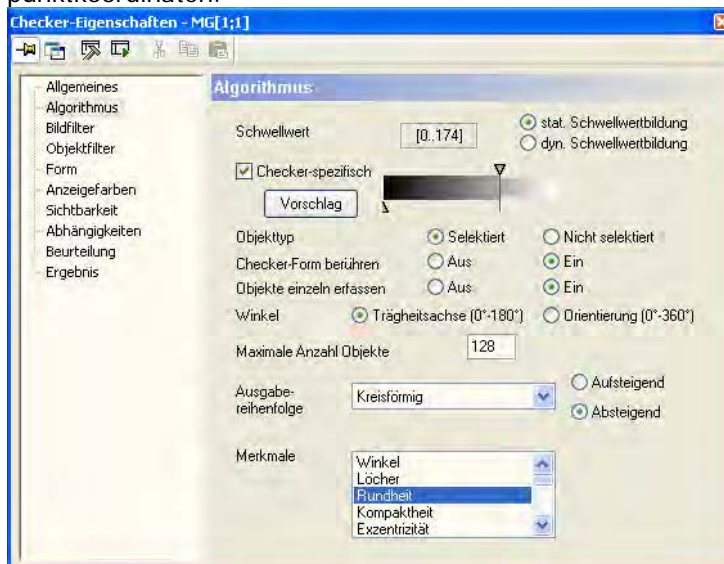 punktkoordinaten.
Checker-Eigenschaften - MG[1;1]
Allgemeines
Algorithmus
Bildfilter
Objektfilter
Form
Anzeigefarben
Sichtbarkeit
Abhängigkeiten
Beurteilung
Ergebnis
Algorithmus
Schwellwert [0..174]
stat. Schwellwertbildung
dyn. Schwellwertbildung
Checker-spezifisch
Vorschlag
Objekttyp Selektiert Nicht selektiert
Checker-Form berühren Aus Ein
Objekte einzeln erfassen Aus Ein
Winkel Trägheitsachse (0°-180°) Orientierung (0°-360°)
Maximale Anzahl Objekte 128
Ausgabe-
reihenfolge
Kreisförmig
Aufsteigend
Absteigend
Merkmale
Winkel
Löcher
Rundheit
Kompaktheit
Exzentrizität